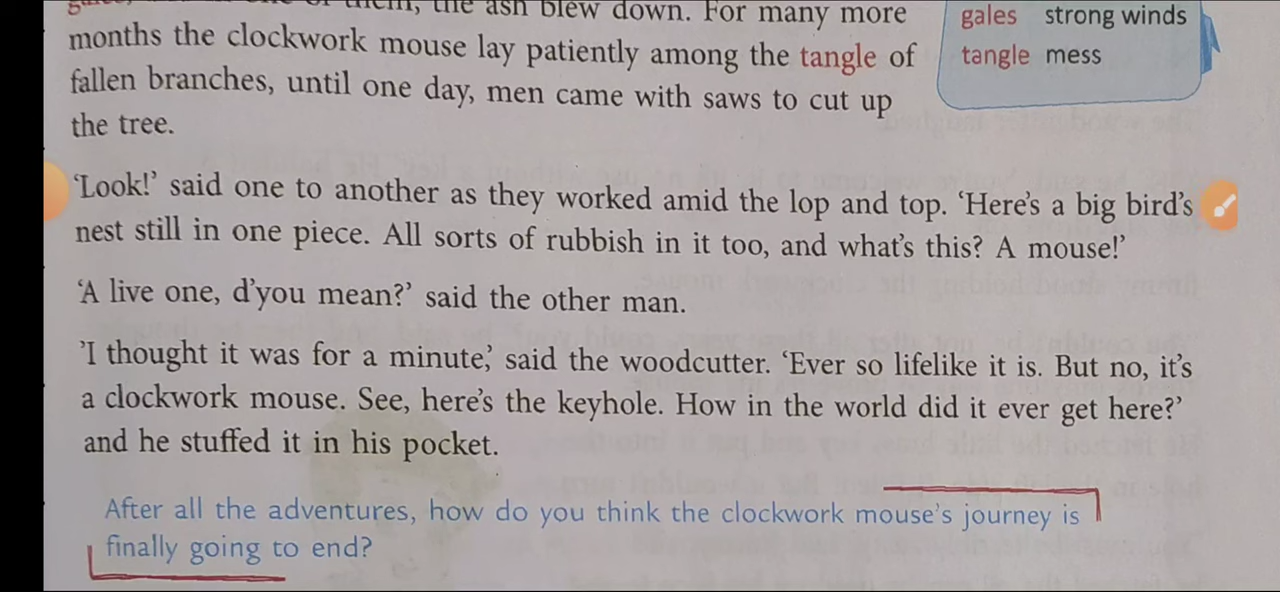 them, the ash blew down. For many more
months the clockwork mouse lay patiently among the tangle of
fallen branches, until one day, men came with saws to cut up
the tree.
gales strong winds
tangle mess
‘Look!’ said one to another as they worked amid the lop and top. ‘Here’s a big bird’s
nest still in one piece. All sorts of rubbish in it too, and what’s this? A mouse!’
‘A live one, d’you mean?’ said the other man.
’I thought it was for a minute,’ said the woodcutter. ‘Ever so lifelike it is. But no, it’s
a clockwork mouse. See, here’s the keyhole. How in the world did it ever get here?’
and he stuffed it in his pocket.
After all the adventures, how do you think the clockwork mouse’s journey is
finally going to end?